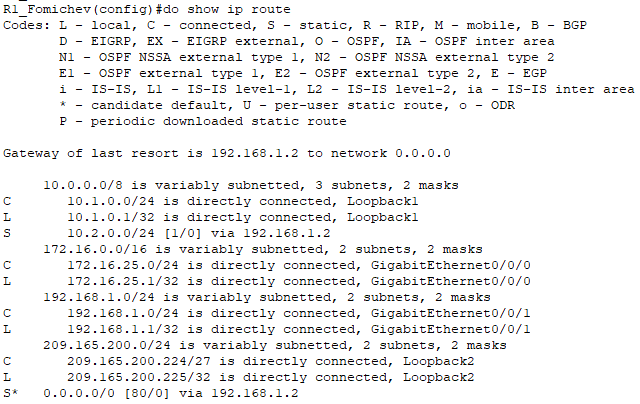 R1_Fomichev(config)#do show ip route
Codes: L - local, C - connected, S - static, R - RIP, M - mobile, B - BGP
       D - EIGRP, EX - EIGRP external, O - OSPF, IA - OSPF inter area
       N1 - OSPF NSSA external type 1, N2 - OSPF NSSA external type 2
       E1 - OSPF external type 1, E2 - OSPF external type 2, E - EGP
       i - IS-IS, L1 - IS-IS level-1, L2 - IS-IS level-2, ia - IS-IS inter area
       * - candidate default, U - per-user static route, o - ODR
       P - periodic downloaded static route

Gateway of last resort is 192.168.1.2 to network 0.0.0.0

     10.0.0.0/8 is variably subnetted, 3 subnets, 2 masks
C       10.1.0.0/24 is directly connected, Loopback1
L       10.1.0.1/32 is directly connected, Loopback1
S       10.2.0.0/24 [1/0] via 192.168.1.2
     172.16.0.0/16 is variably subnetted, 2 subnets, 2 masks
C       172.16.25.0/24 is directly connected, GigabitEthernet0/0/0
L       172.16.25.1/32 is directly connected, GigabitEthernet0/0/0
     192.168.1.0/24 is variably subnetted, 2 subnets, 2 masks
C       192.168.1.0/24 is directly connected, GigabitEthernet0/0/1
L       192.168.1.1/32 is directly connected, GigabitEthernet0/0/1
     209.165.200.0/24 is variably subnetted, 2 subnets, 2 masks
C       209.165.200.224/27 is directly connected, Loopback2
L       209.165.200.225/32 is directly connected, Loopback2
S*   0.0.0.0/0 [80/0] via 192.168.1.2